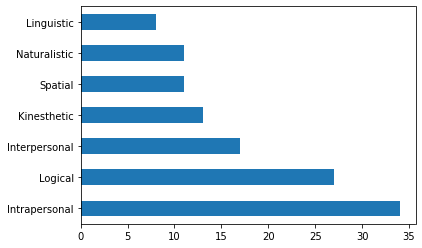 Linguistic
Naturalistic
Spatial
Kinesthetic
Interpersonal
Logical
Intrapersonal
0 5 10 15 20 25 30 35